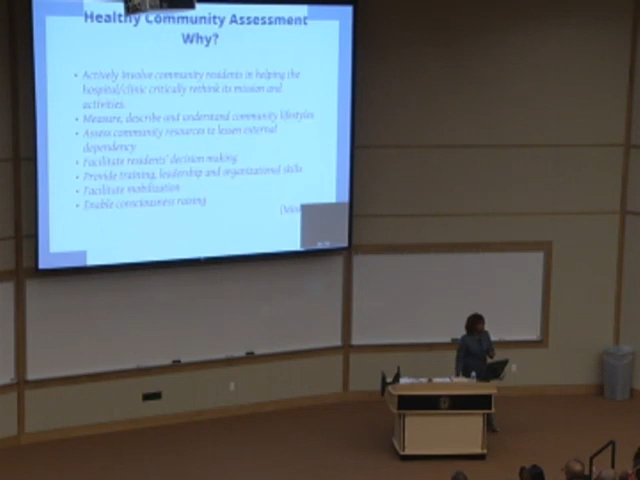 Healthy Community Assessment
Why?
• Actively involve community residents in helping the
hospital/clinic critically rethink its mission and
activities.
• Measure, describe and understand community lifestyles
• Assess community resources to lessen external
dependency
• Facilitate residents' decision making
• Provide training, leadership and organizational skills
• Facilitate mobilization
• Enable consciousness raising